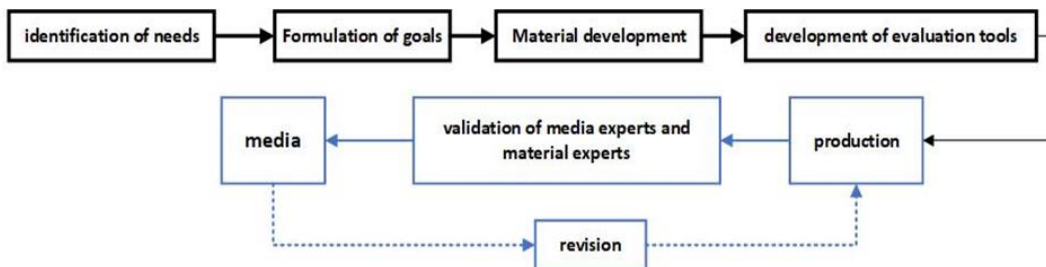 identification of needs
Formulation of goals
Material development
development of evaluation tools
media
validation of media experts and
material experts
production
revision